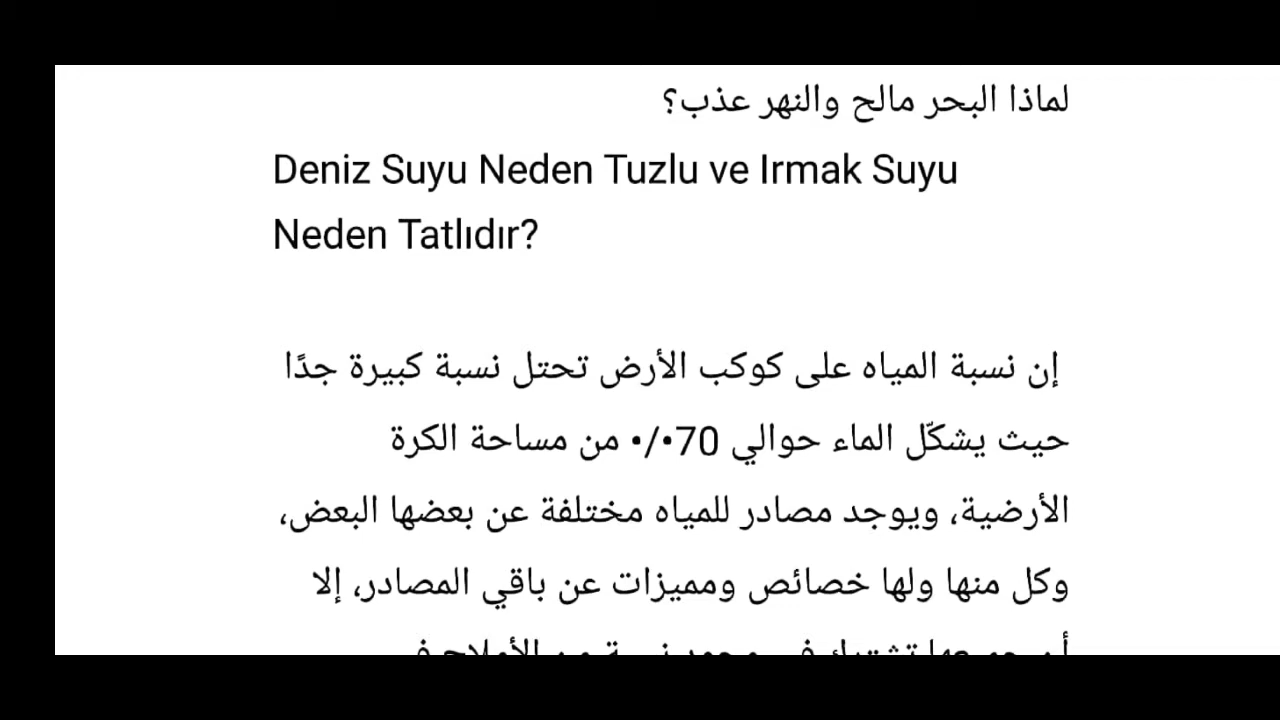 لماذا البحر مالح والنهر عذب؟
Deniz Suyu Neden Tuzlu ve Irmak Suyu
Neden Tatlıdır?
إن نسبة المياه على كوكب الأرض تحتل نسبة كبيرة جدًا
حيث يشكّل الماء حوالي 70•/• من مساحة الكرة
الأرضية، ويوجد مصادر للمياه مختلفة عن بعضها البعض،
وكل منها ولها خصائص ومميزات عن باقي المصادر، إلا